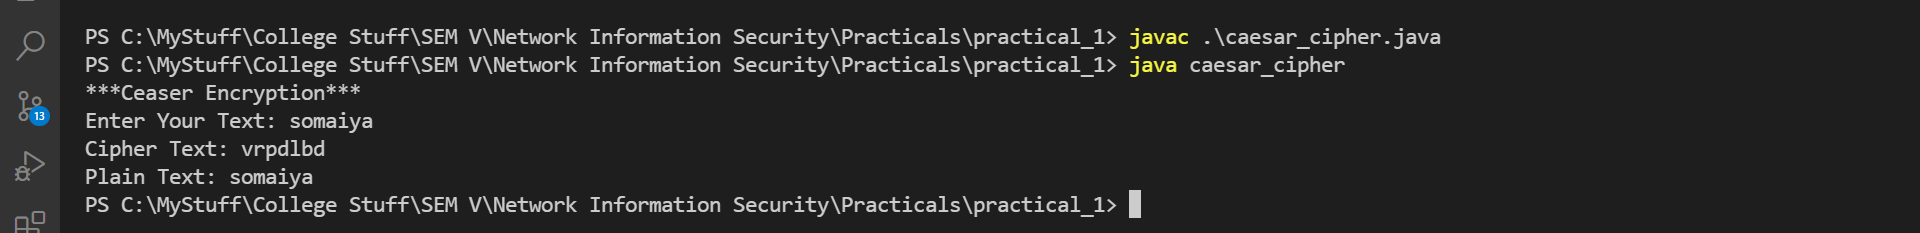 PS C:\MyStuff\College Stuff\SEM V\Network Information Security\Practicals\practical_1> javac .\caesar_cipher.java
PS C:\MyStuff\College Stuff\SEM V\Network Information Security\Practicals\practical_1> java caesar_cipher
***Ceaser Encryption***
13
Enter Your Text: somaiya
Cipher Text: vrpdlbd
Plain Text: somaiya
PS C:\MyStuff\College Stuff\SEM V\Network Information Security\Practicals\practical_1>